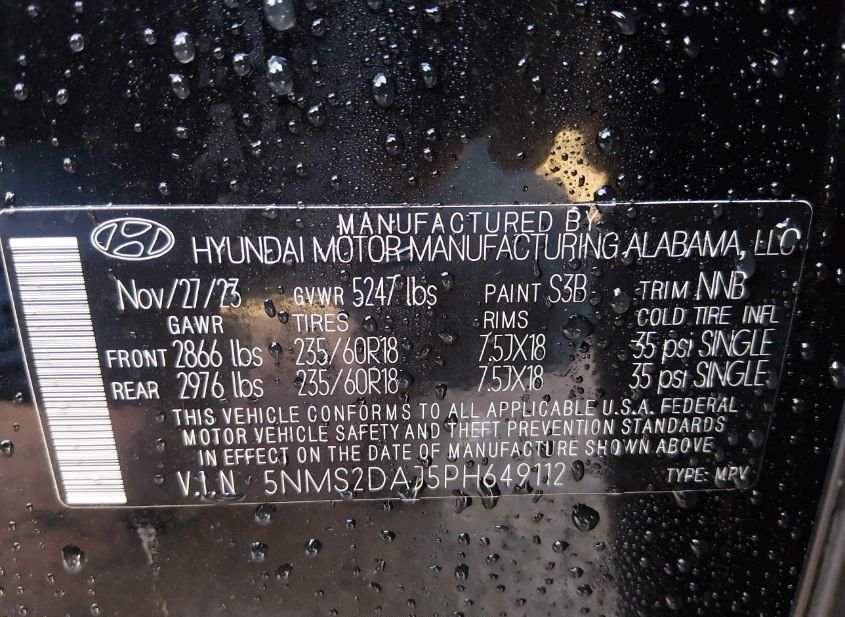 MANUFACTURED BY
HYUNDAI MOTOR MANUFACTURING ALABAMA, LLC
Nov/27/23 GVWR 5247 lbs PAINT S3B TRIM NNB
GAWR TIRES RIMS COLD TIRE INFL
FRONT 2866 lbs 235/60R18 7.5JX18 35 psi SINGLE
REAR 2976 lbs 235/60R18 7.5JX18 35 psi SINGLE
THIS VEHICLE CONFORMS TO ALL APPLICABLE U.S.A. FEDERAL
MOTOR VEHICLE SAFETY AND THEFT PREVENTION STANDARDS
IN EFFECT ON THE DATE OF MANUFACTURE SHOWN ABOVE
V.I.N 5NMS2DAJ5PH649112 TYPE: MPV